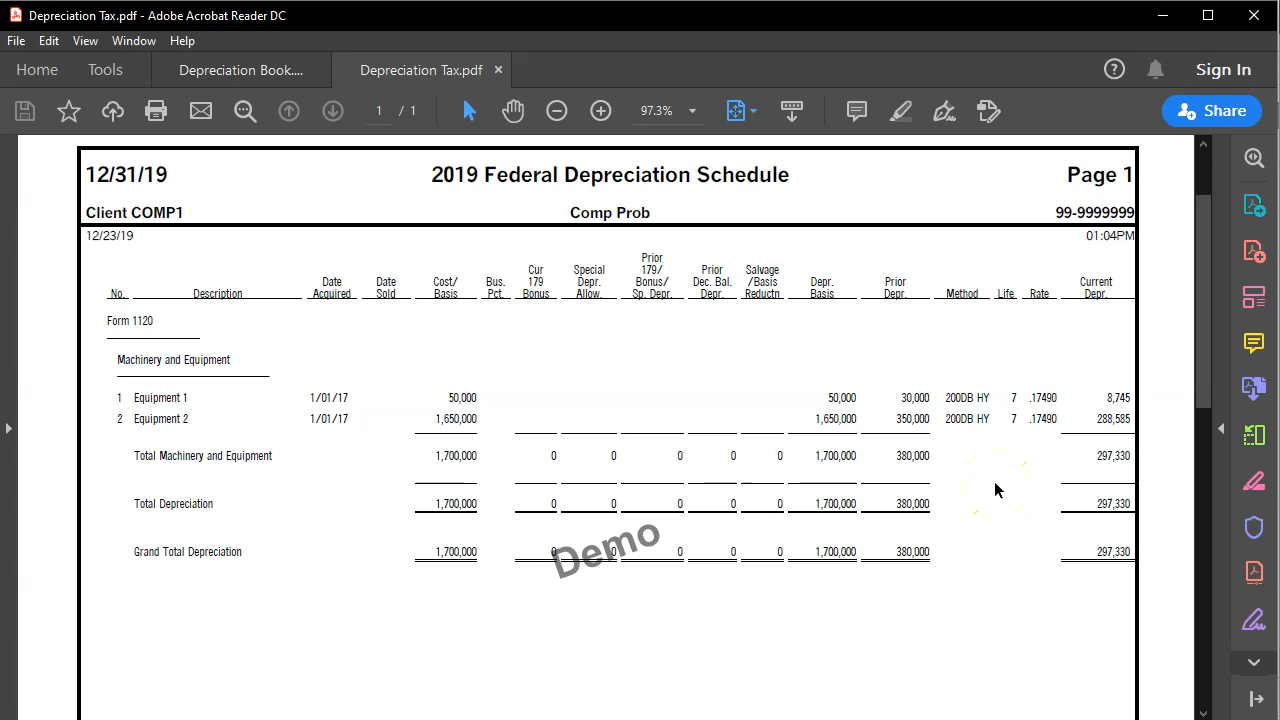 Depreciation Tax.pdf - Adobe Acrobat Reader DC
File Edit View Window Help
Home Tools Depreciation Book.... Depreciation Tax.pdf × Sign In
1 / 1 97.3% Share
12/31/19 2019 Federal Depreciation Schedule Page 1
Client COMP1 Comp Prob 99-9999999
12/23/19 01:04PM
Prior
Cur Special 179/ Prior Salvage
Date Date Cost/ Bus. 179 Depr. Bonus/ Dec. Bal. /Basis Depr. Prior Current
No. Description Acquired Sold Basis Pct. Bonus Allow. Sp. Depr. Depr. Reductn Basis Depr. Method Life Rate Depr.
Form 1120
Machinery and Equipment
1 Equipment 1 1/01/17 50,000 50,000 30,000 200DB HY 7 .17490 8,745
2 Equipment 2 1/01/17 1,650,000 1,650,000 350,000 200DB HY 7 .17490 288,585
Total Machinery and Equipment 1,700,000 0 0 0 0 0 1,700,000 380,000 297,330
Total Depreciation 1,700,000 0 0 0 0 0 1,700,000 380,000 297,330
Grand Total Depreciation 1,700,000 0 0 0 0 0 1,700,000 380,000 297,330
Demo